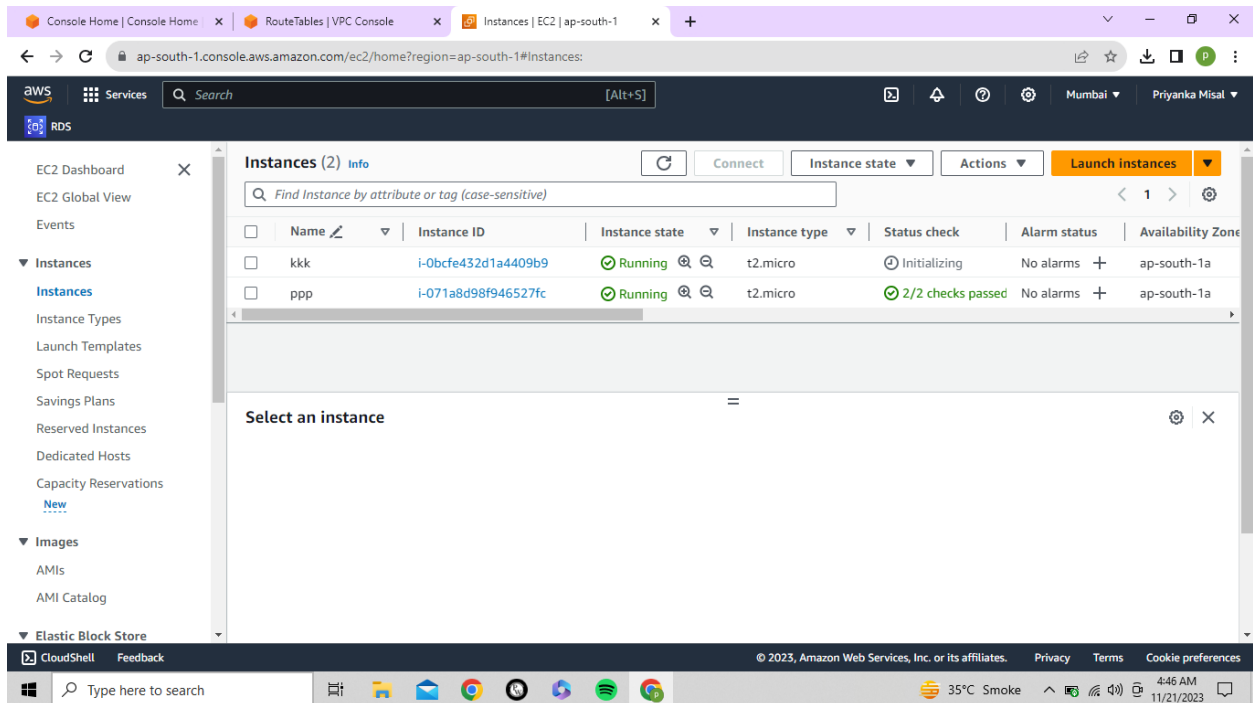 Console Home | Console Home
RouteTables | VPC Console
Instances | EC2 | ap-south-1
ap-south-1.console.aws.amazon.com/ec2/home?region=ap-south-1#Instances:
P
aws
Services
Search
[Alt+S]
Mumbai
Priyanka Misal
RDS
EC2 Dashboard
EC2 Global View
Events
Instances
Instances
Instance Types
Launch Templates
Spot Requests
Savings Plans
Reserved Instances
Dedicated Hosts
Capacity Reservations
New
Images
AMIs
AMI Catalog
Elastic Block Store
Instances (2) Info
Connect
Instance state
Actions
Launch instances
Find Instance by attribute or tag (case-sensitive)
1
Name Instance ID Instance state Instance type Status check Alarm status Availability Zone
kkk i-0bcfe432d1a4409b9 Running t2.micro Initializing No alarms ap-south-1a
ppp i-071a8d98f946527fc Running t2.micro 2/2 checks passed No alarms ap-south-1a
Select an instance
CloudShell Feedback
© 2023, Amazon Web Services, Inc. or its affiliates. Privacy Terms Cookie preferences
Type here to search
35°C Smoke
4:46 AM
11/21/2023